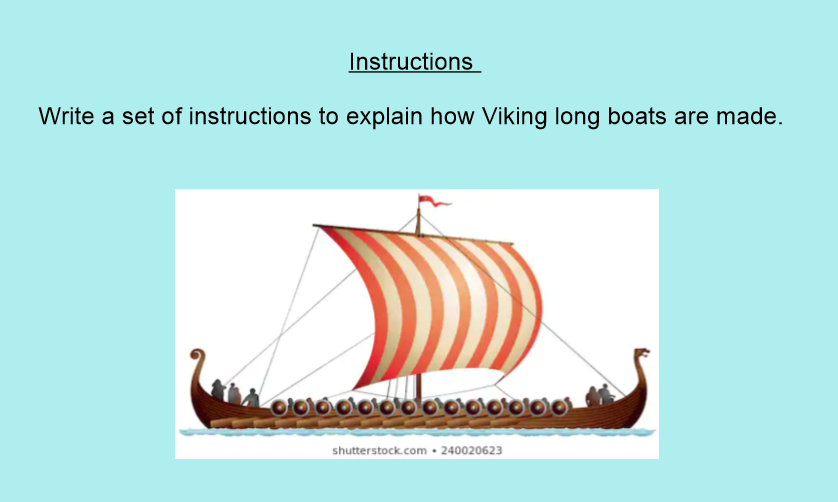 Instructions
Write a set of instructions to explain how Viking long boats are made.
shutterstock.com • 240020623